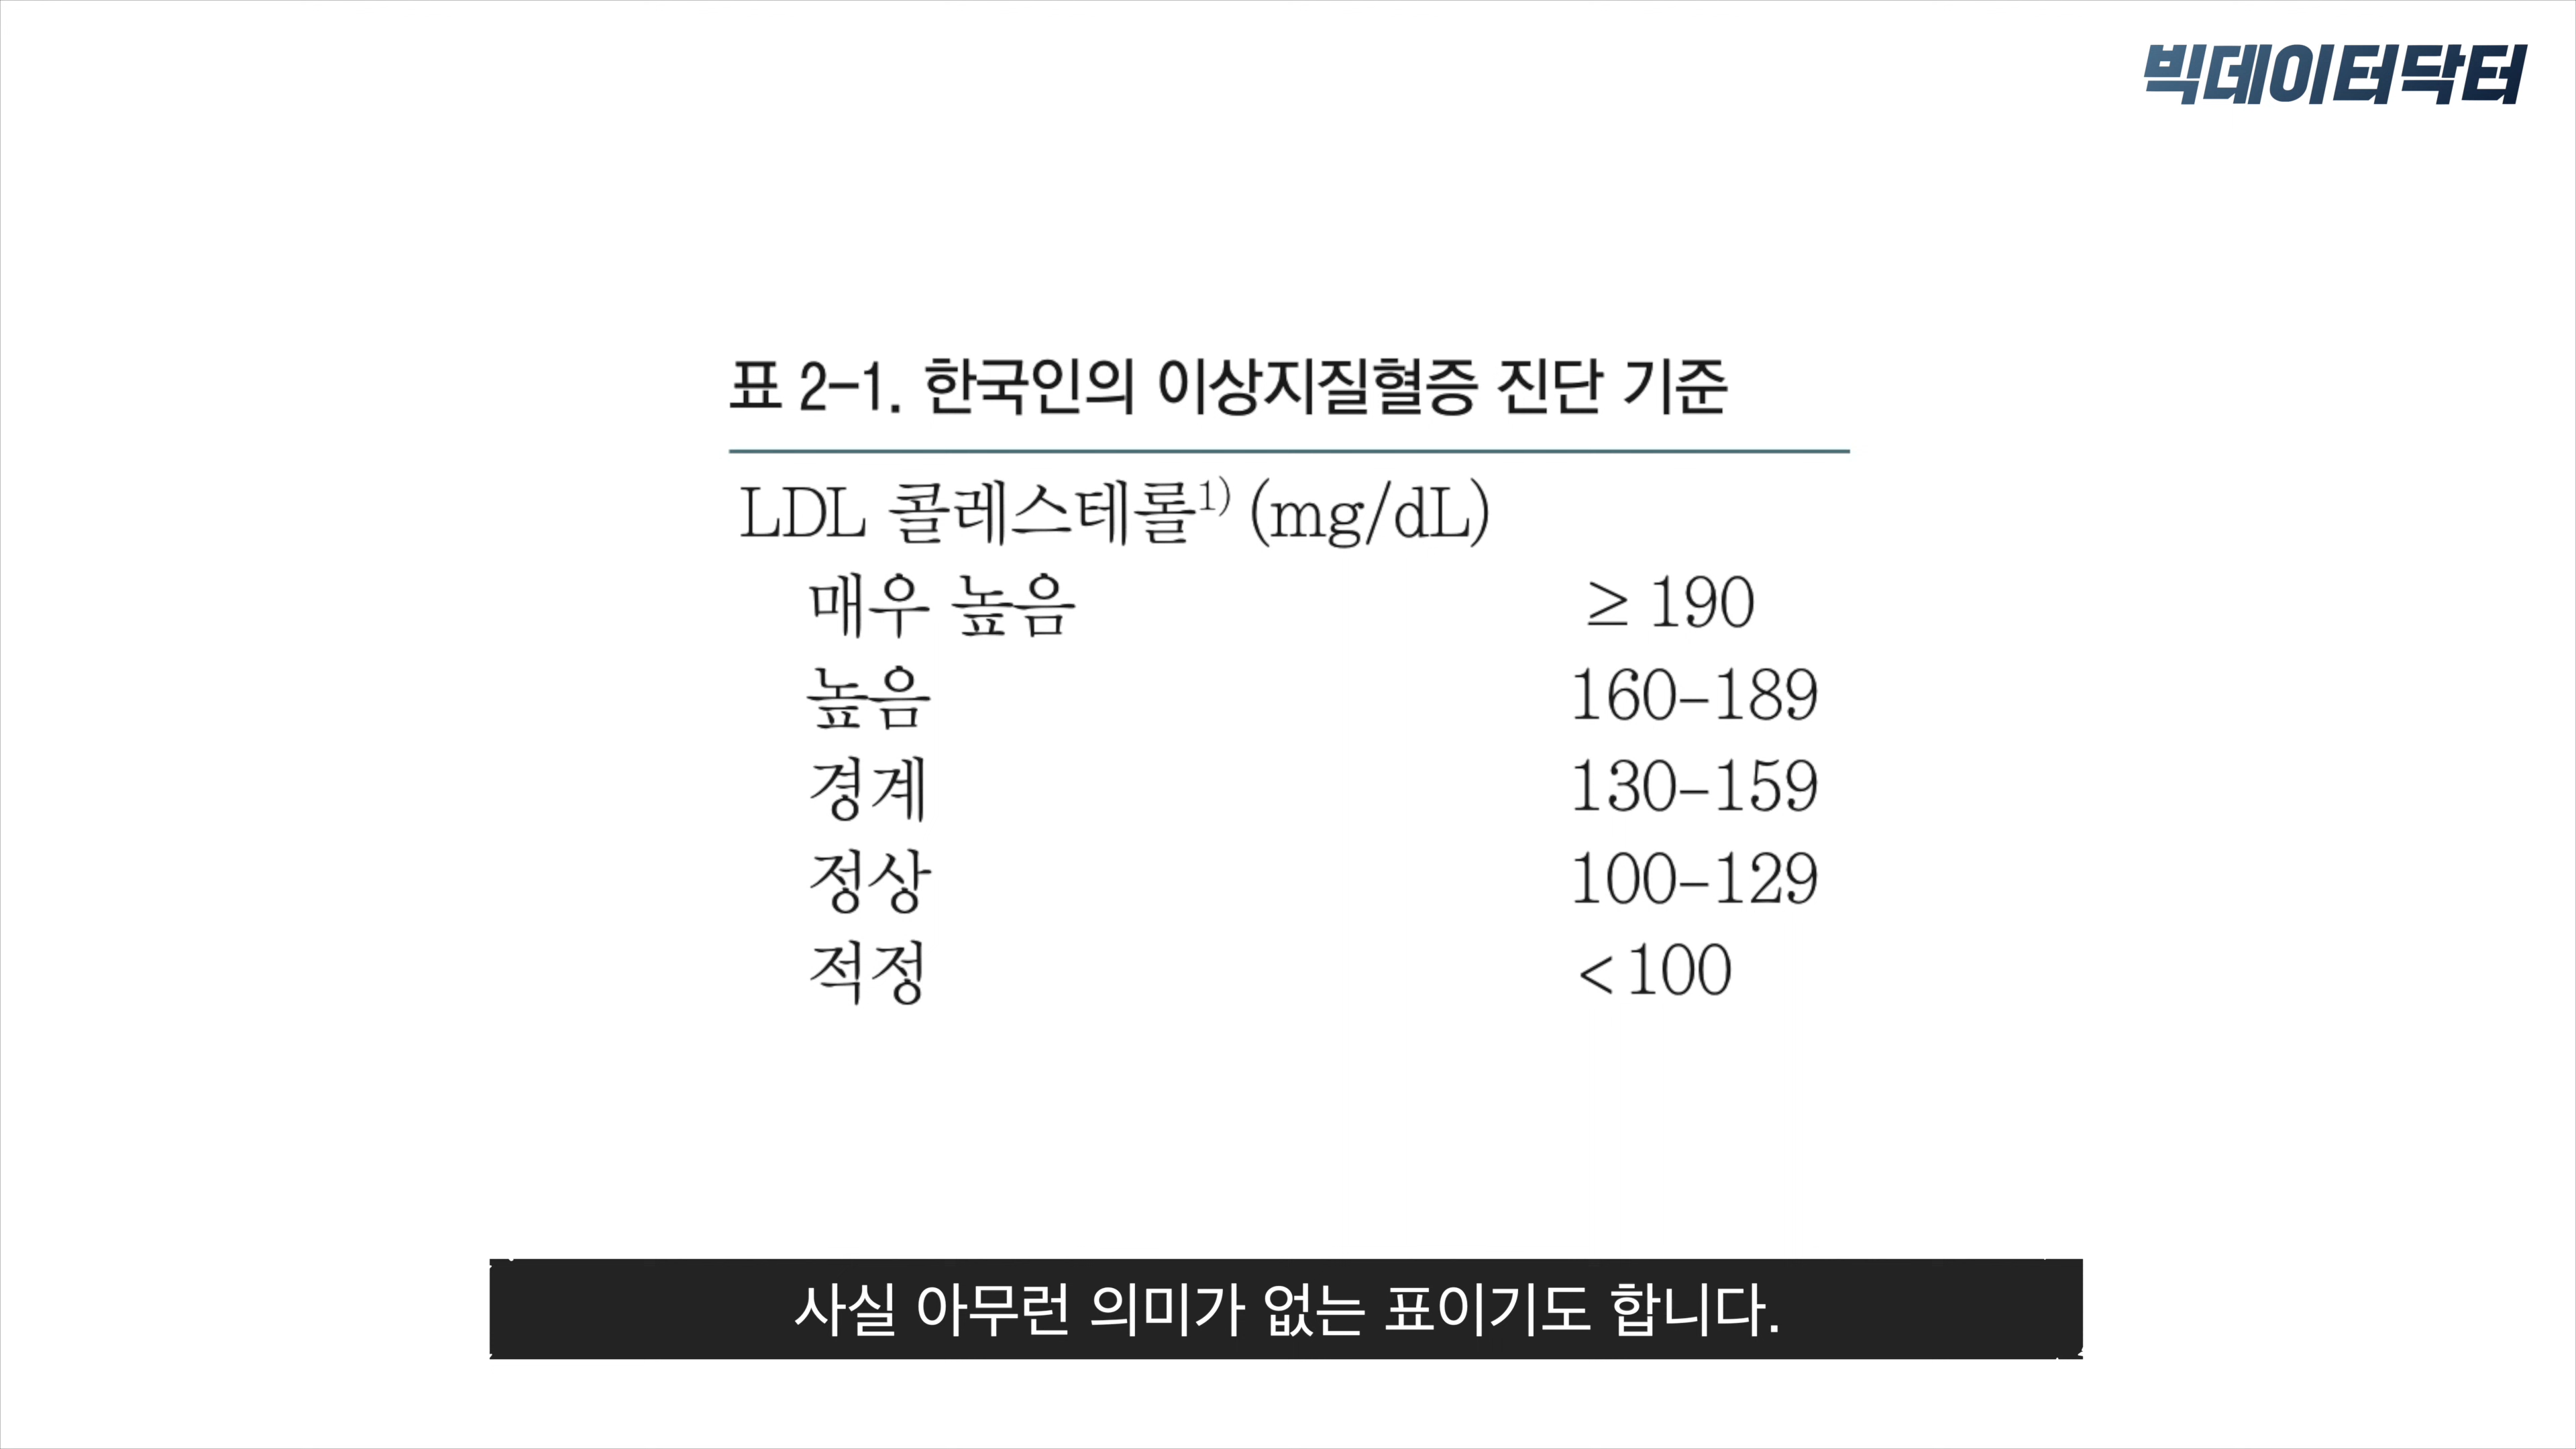 빅데이터닥터
표 2-1. 한국인의 이상지질혈증 진단 기준
LDL 콜레스테롤1) (mg/dL)
매우 높음 ≥ 190
높음 160-189
경계 130-159
정상 100-129
적정 <100
사실 아무런 의미가 없는 표이기도 합니다.